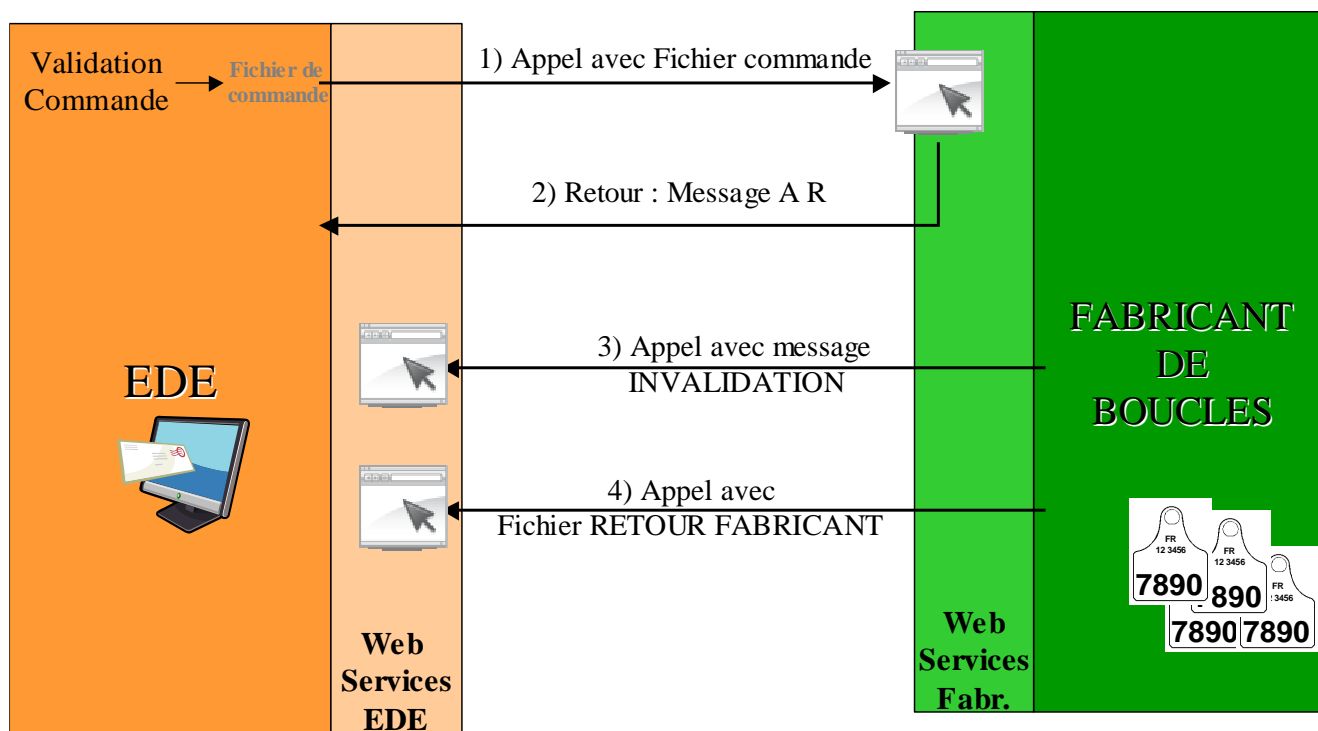 Validation
Commande
Fichier de
commande
1) Appel avec Fichier commande
2) Retour : Message A R
3) Appel avec message
INVALIDATION
4) Appel avec
Fichier RETOUR FABRICANT
EDE
Web
Services
EDE
Web
Services
Fabr.
FABRICANT
DE
BOUCLES
FR
12 3456
7890
FR
12 3456
890
FR
3456
7890
7890